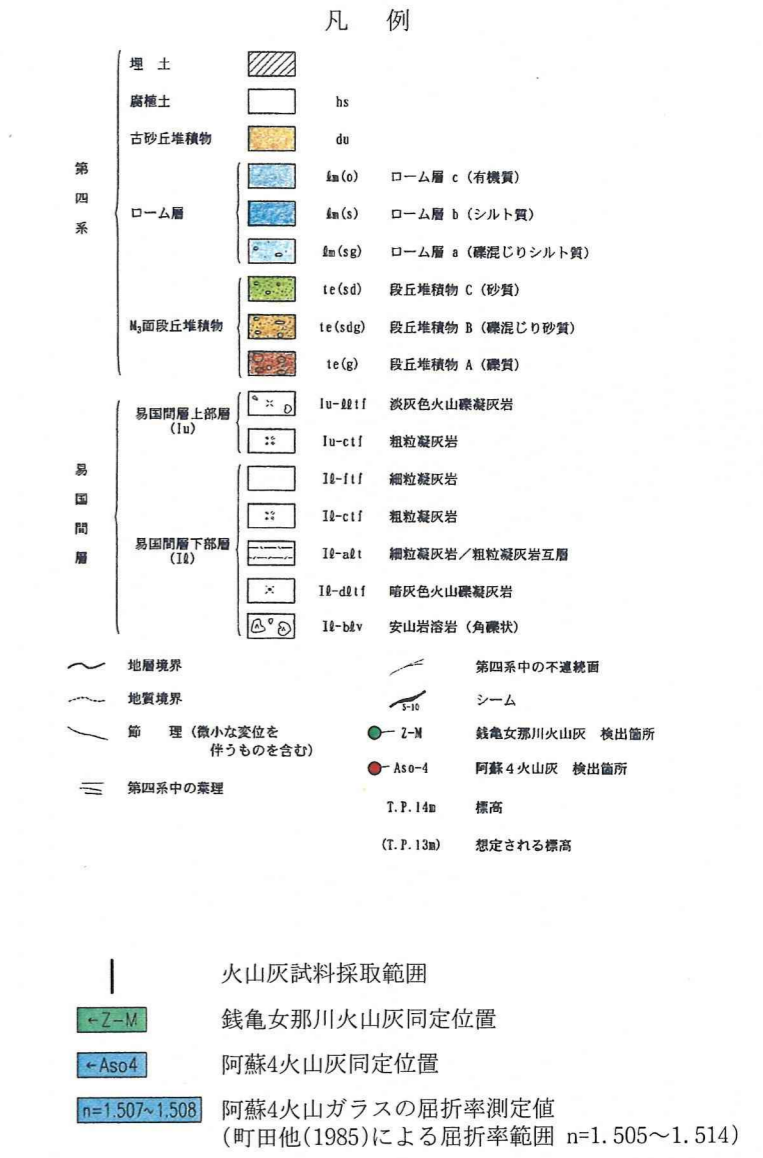 凡 例
第四系
埋 土
腐植土 hs
古砂丘堆積物 du
ローム層
ℓm(o) ローム層 c (有機質)
ℓm(s) ローム層 b (シルト質)
ℓm(sg) ローム層 a (礫混じりシルト質)
M₃面段丘堆積物
te(sd) 段丘堆積物 C (砂質)
te(sdg) 段丘堆積物 B (礫混じり砂質)
te(g) 段丘堆積物 A (礫質)
易国間層
易国間層上部層
(Iu)
Iu-ℓℓtf 淡灰色火山礫凝灰岩
Iu-ctf 粗粒凝灰岩
易国間層下部層
(Iℓ)
Iℓ-ftf 細粒凝灰岩
Iℓ-ctf 粗粒凝灰岩
Iℓ-aℓt 細粒凝灰岩/粗粒凝灰岩互層
Iℓ-dℓtf 暗灰色火山礫凝灰岩
Iℓ-bℓv 安山岩溶岩 (角礫状)
地層境界
地質境界
節 理 (微小な変位を
伴うものを含む)
第四系中の葉理
第四系中の不連続面
S-10 シーム
Z-M 銭亀女那川火山灰 検出箇所
Aso-4 阿蘇4火山灰 検出箇所
T.P.14m 標高
(T.P.13m) 想定される標高
火山灰試料採取範囲
←Z-M 銭亀女那川火山灰同定位置
←Aso4 阿蘇4火山灰同定位置
n=1.507~1.508 阿蘇4火山ガラスの屈折率測定値
(町田他(1985)による屈折率範囲 n=1.505~1.514)